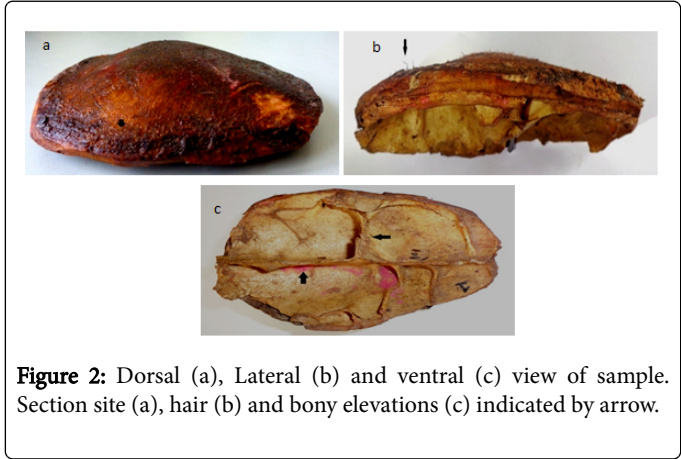 a
b
c
Figure 2: Dorsal (a), Lateral (b) and ventral (c) view of sample.
Section site (a), hair (b) and bony elevations (c) indicated by arrow.